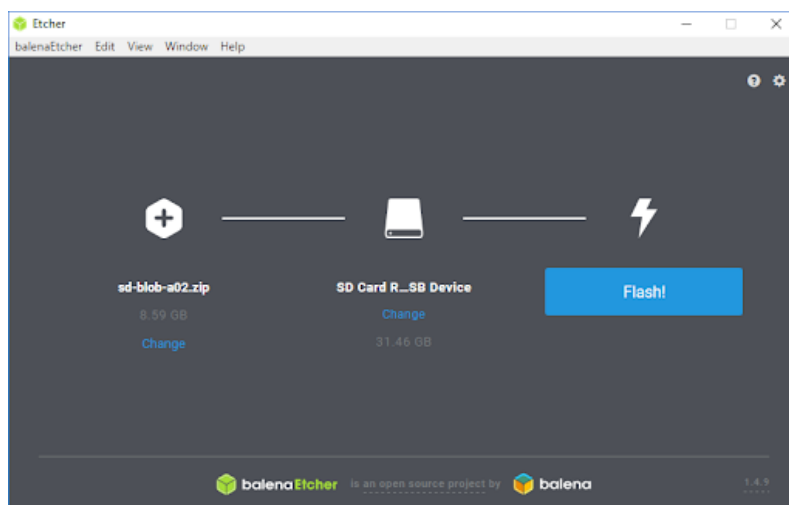 Etcher
balenaEtcher Edit View Window Help
sd-blob-a02.zip
8.59 GB
Change
SD Card R...SB Device
Change
31.46 GB
Flash!
balenaEtcher is an open source project by balena
1.4.9